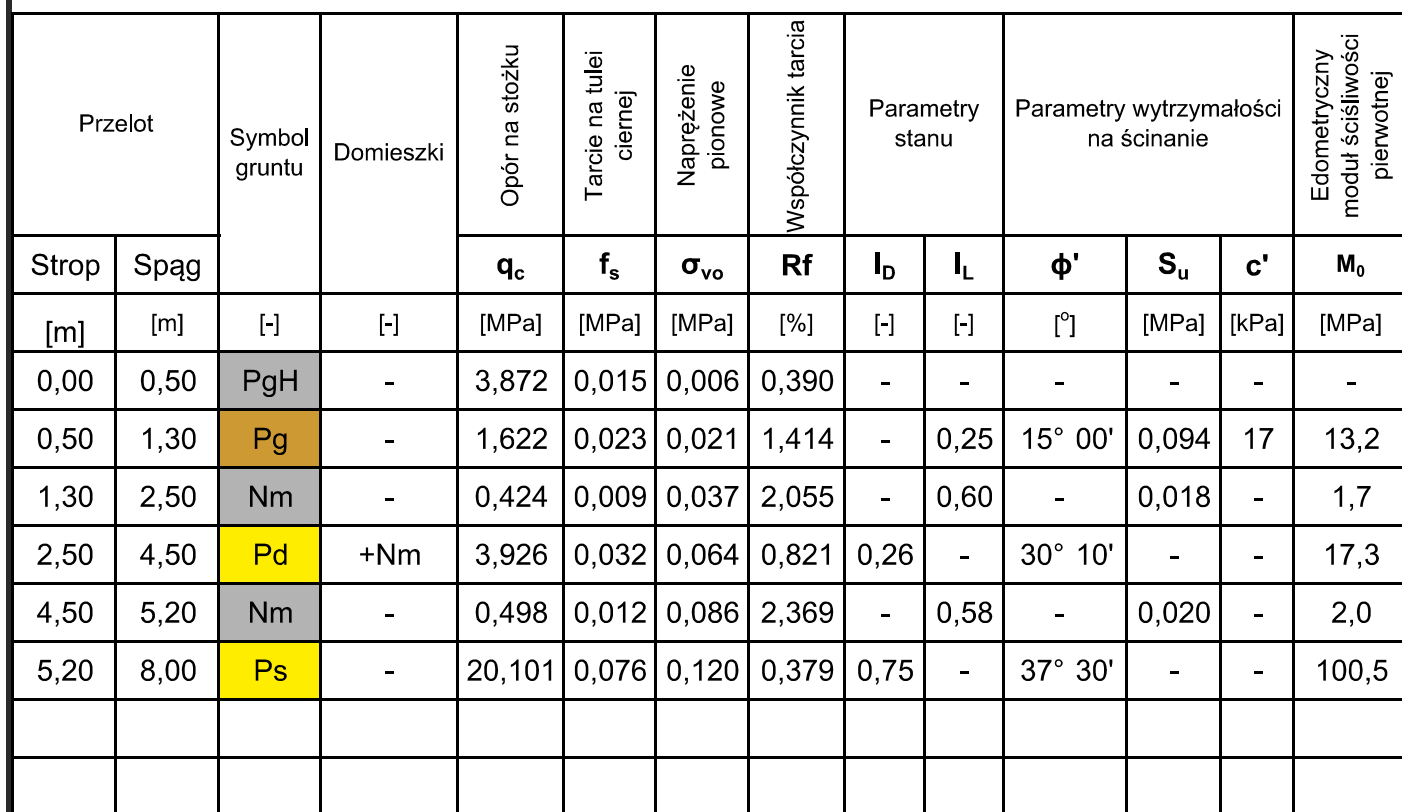 Przelot
Symbol
gruntu
Domieszki
Opór na stożku
Tarcie na tulei
ciernej
Naprężenie
pionowe
Współczynnik tarcia
Parametry
stanu
Parametry wytrzymałości
na ścinanie
Edometryczny
moduł ściśliwości
pierwotnej
Strop Spąg qc fs σvo Rf ID IL ϕ' Su c' M0
[m] [m] [-] [-] [MPa] [MPa] [MPa] [%] [-] [-] [°] [MPa] [kPa] [MPa]
0,00 0,50 PgH - 3,872 0,015 0,006 0,390 - - - - - -
0,50 1,30 Pg - 1,622 0,023 0,021 1,414 - 0,25 15° 00' 0,094 17 13,2
1,30 2,50 Nm - 0,424 0,009 0,037 2,055 - 0,60 - 0,018 - 1,7
2,50 4,50 Pd +Nm 3,926 0,032 0,064 0,821 0,26 - 30° 10' - - 17,3
4,50 5,20 Nm - 0,498 0,012 0,086 2,369 - 0,58 - 0,020 - 2,0
5,20 8,00 Ps - 20,101 0,076 0,120 0,379 0,75 - 37° 30' - - 100,5